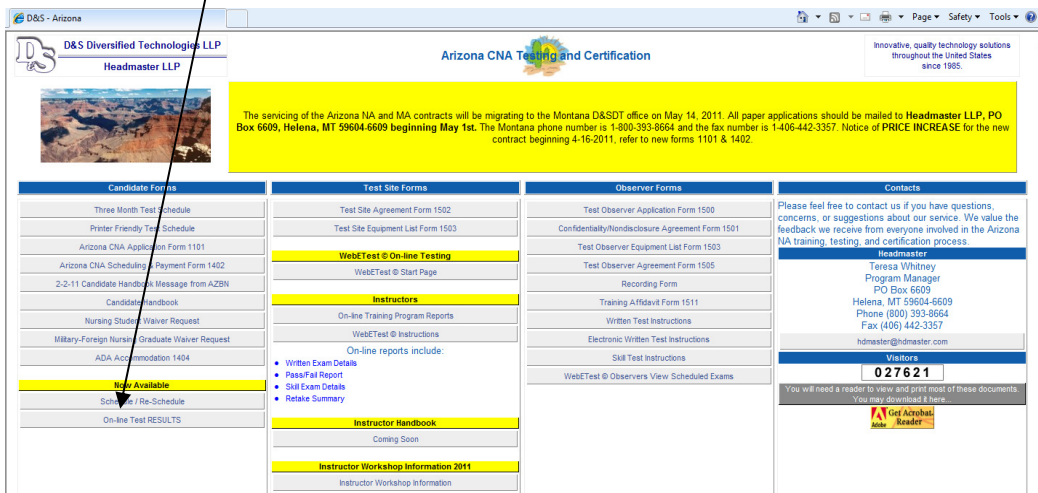 D&S - Arizona
Page Safety Tools
D&S Diversified Technologies LLP
Headmaster LLP
Arizona CNA Testing and Certification
Innovative, quality technology solutions
throughout the United States
since 1985.
The servicing of the Arizona NA and MA contracts will be migrating to the Montana D&SDT office on May 14, 2011. All paper applications should be mailed to Headmaster LLP, PO
Box 6609, Helena, MT 59604-6609 beginning May 1st. The Montana phone number is 1-800-393-8664 and the fax number is 1-406-442-3357. Notice of PRICE INCREASE for the new
contract beginning 4-16-2011, refer to new forms 1101 & 1402.
Candidate Forms
Three Month Test Schedule
Printer Friendly Test Schedule
Arizona CNA Application Form 1101
Arizona CNA Scheduling & Payment Form 1402
2-2-11 Candidate Handbook Message from AZBN
Candidate Handbook
Nursing Student Waiver Request
Military-Foreign Nursing Graduate Waiver Request
ADA Accommodation 1404
Now Available
Schedule / Re-Schedule
On-line Test RESULTS
Test Site Forms
Test Site Agreement Form 1502
Test Site Equipment List Form 1503
WebETest © On-line Testing
WebETest © Start Page
Instructors
On-line Training Program Reports
WebETest © Instructions
On-line reports include:
Written Exam Details
Pass/Fail Report
Skill Exam Details
Retake Summary
Instructor Handbook
Coming Soon
Instructor Workshop Information 2011
Instructor Workshop Information
Observer Forms
Test Observer Application Form 1500
Confidentiality/Nondisclosure Agreement Form 1501
Test Observer Equipment List Form 1503
Test Observer Agreement Form 1505
Recording Form
Training Affidavit Form 1511
Written Test Instructions
Electronic Written Test Instructions
Skill Test Instructions
WebETest © Observers View Scheduled Exams
Contacts
Please feel free to contact us if you have questions,
concerns, or suggestions about our service. We value the
feedback we receive from everyone involved in the Arizona
NA training, testing, and certification process.
Headmaster
Teresa Whitney
Program Manager
PO Box 6609
Helena, MT 59604-6609
Phone (800) 393-8664
Fax (406) 442-3357
hdmaster@hdmaster.com
Visitors
027621
You will need a reader to view and print most of these documents.
You may download it here...
Get Acrobat
Adobe Reader